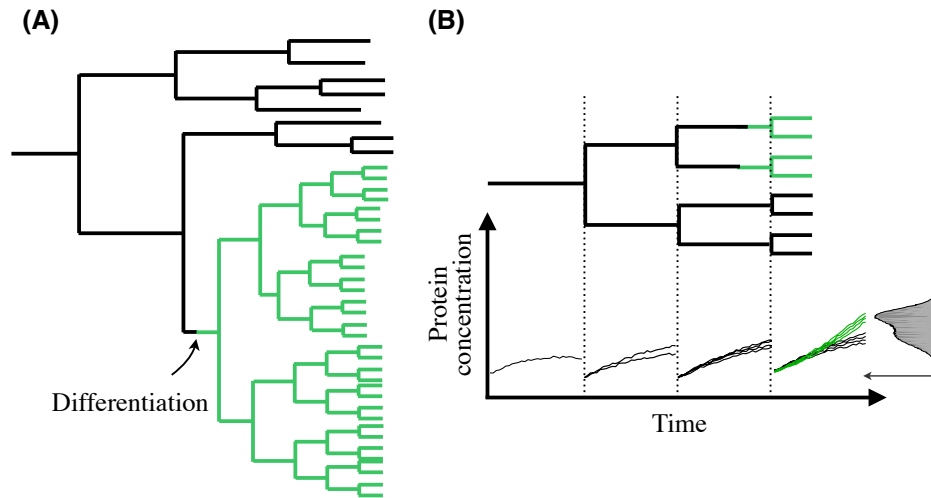 (A)
(B)
Differentiation
Protein
concentration
Time